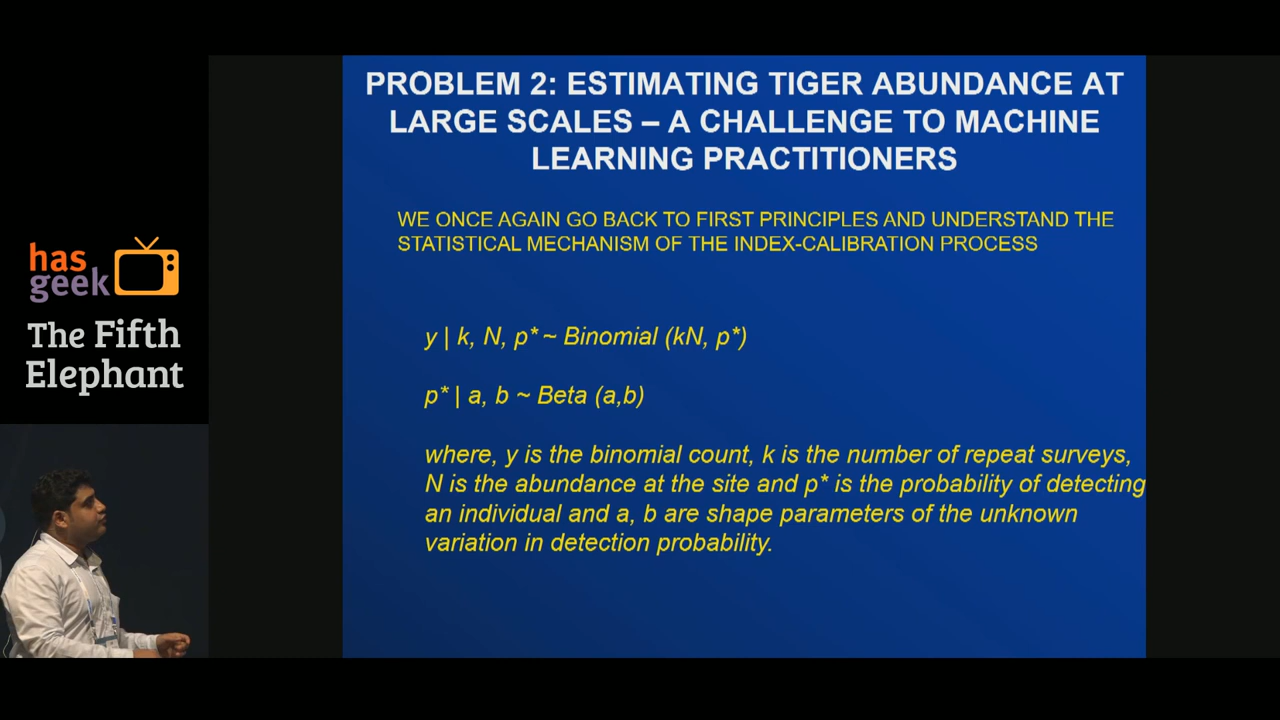 PROBLEM 2: ESTIMATING TIGER ABUNDANCE AT
LARGE SCALES – A CHALLENGE TO MACHINE
LEARNING PRACTITIONERS
WE ONCE AGAIN GO BACK TO FIRST PRINCIPLES AND UNDERSTAND THE
STATISTICAL MECHANISM OF THE INDEX-CALIBRATION PROCESS
y | k, N, p* ~ Binomial (kN, p*)
p* | a, b ~ Beta (a,b)
where, y is the binomial count, k is the number of repeat surveys,
N is the abundance at the site and p* is the probability of detecting
an individual and a, b are shape parameters of the unknown
variation in detection probability.
has
geek
The Fifth
Elephant